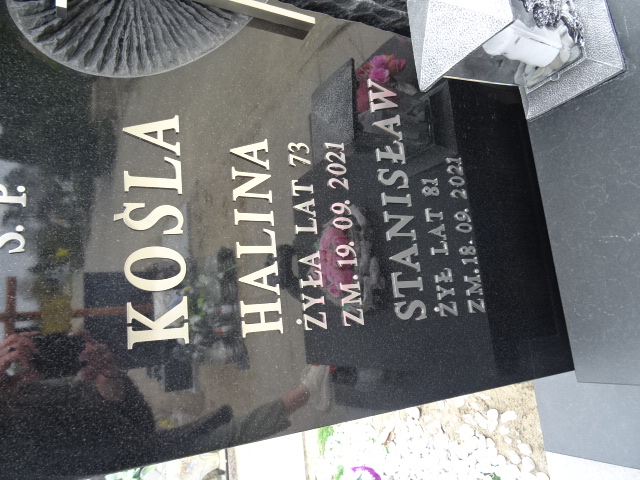 Ś. P.
KOŚLA
HALINA
ŻYŁA LAT 73
ZM. 19. 09. 2021
STANISŁAW
ŻYŁ LAT 81
ZM. 18. 09. 2021